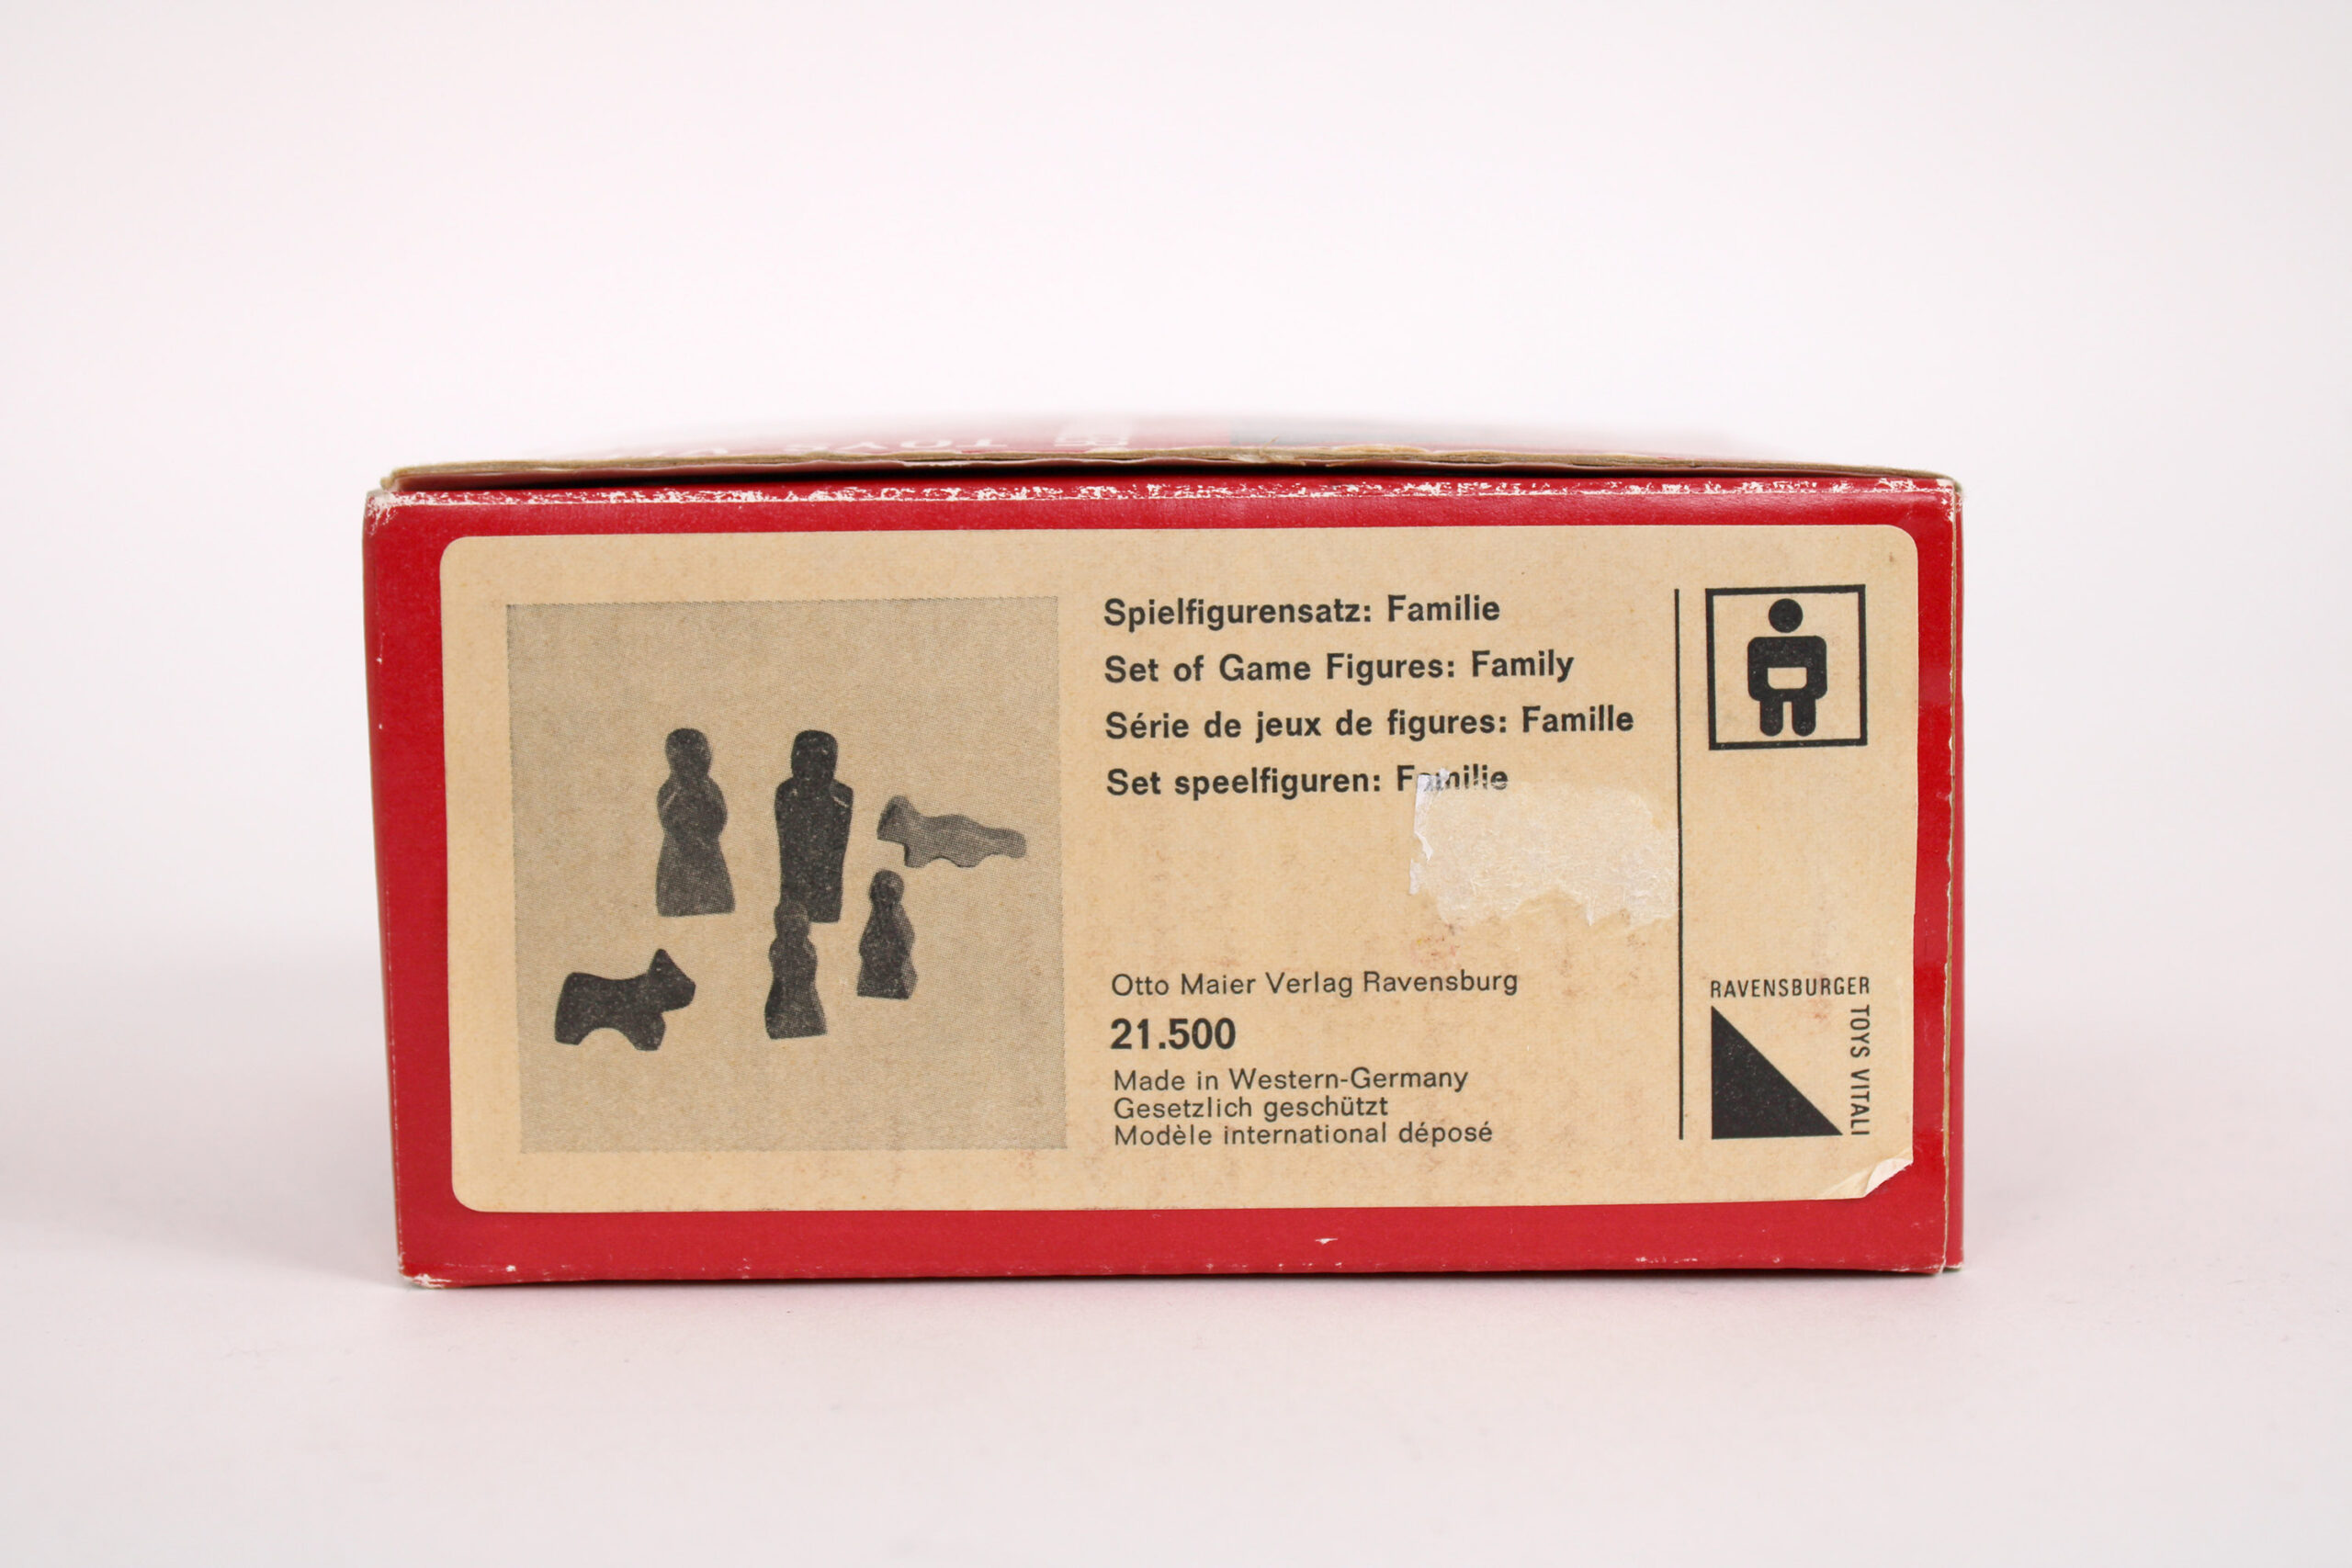 TOYS
Spielfigurensatz: Familie
Set of Game Figures: Family
Série de jeux de figures: Famille
Set speelfiguren: Familie
Otto Maier Verlag Ravensburg
21.500
Made in Western-Germany
Gesetzlich geschützt
Modèle international déposé
RAVENSBURGER
TOYS VITALI